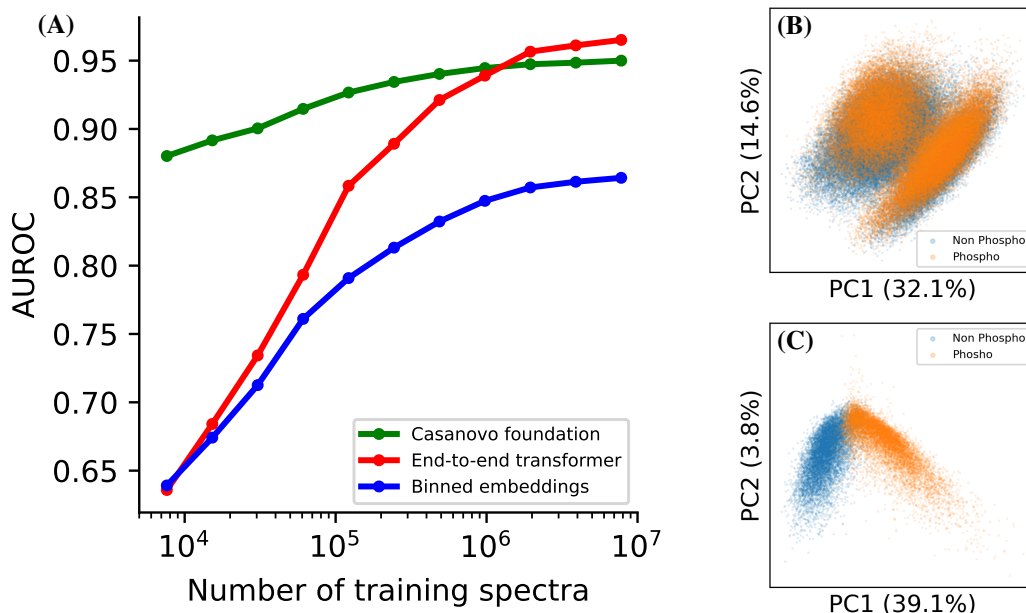 (A)
AUROC
0.95
0.90
0.85
0.80
0.75
0.70
0.65
10^4
10^5
10^6
10^7
Number of training spectra
Casanovo foundation
End-to-end transformer
Binned embeddings
(B)
PC2 (14.6%)
PC1 (32.1%)
Non Phospho
Phospho
(C)
PC2 (3.8%)
PC1 (39.1%)
Non Phospho
Phosho